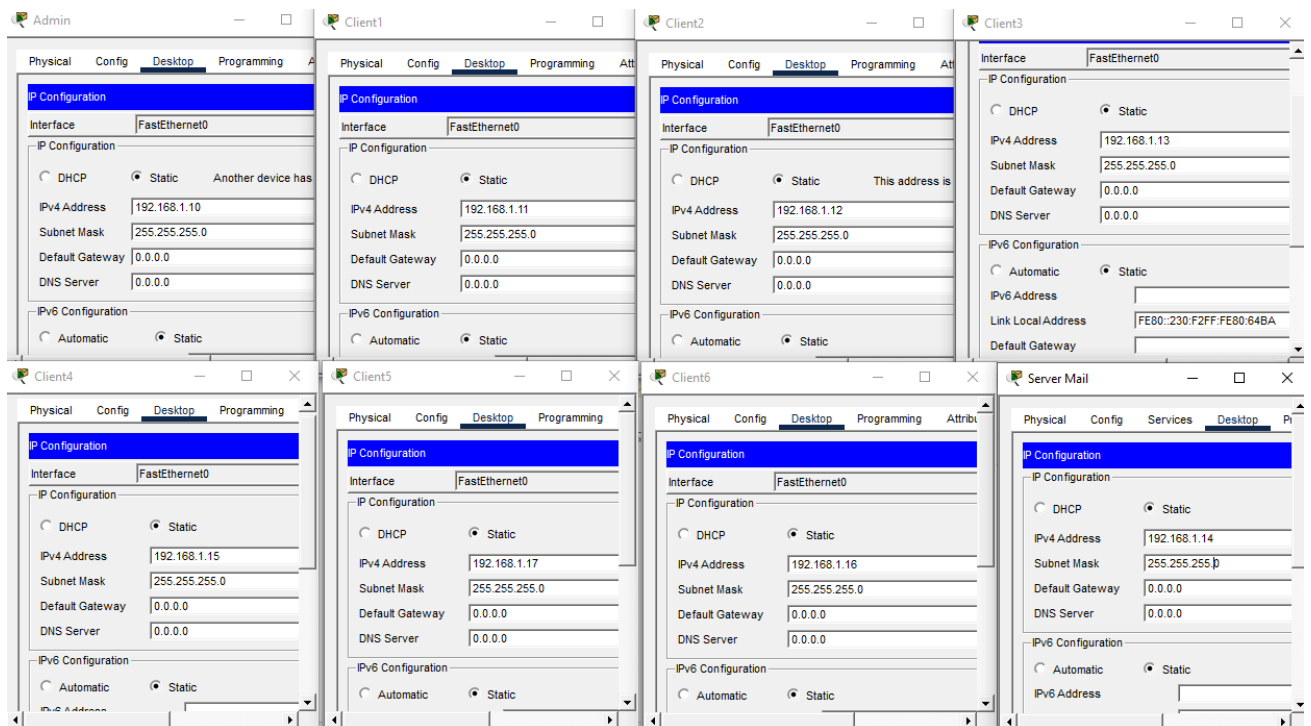 Admin
Physical Config Desktop Programming A
IP Configuration
Interface FastEthernet0
IP Configuration
DHCP Static Another device has
IPv4 Address 192.168.1.10
Subnet Mask 255.255.255.0
Default Gateway 0.0.0.0
DNS Server 0.0.0.0
IPv6 Configuration
Automatic Static
Client1
Physical Config Desktop Programming Att
IP Configuration
Interface FastEthernet0
IP Configuration
DHCP Static
IPv4 Address 192.168.1.11
Subnet Mask 255.255.255.0
Default Gateway 0.0.0.0
DNS Server 0.0.0.0
IPv6 Configuration
Automatic Static
Client2
Physical Config Desktop Programming Att
IP Configuration
Interface FastEthernet0
IP Configuration
DHCP Static This address is
IPv4 Address 192.168.1.12
Subnet Mask 255.255.255.0
Default Gateway 0.0.0.0
DNS Server 0.0.0.0
IPv6 Configuration
Automatic Static
Client3
Interface FastEthernet0
IP Configuration
DHCP Static
IPv4 Address 192.168.1.13
Subnet Mask 255.255.255.0
Default Gateway 0.0.0.0
DNS Server 0.0.0.0
IPv6 Configuration
Automatic Static
IPv6 Address
Link Local Address FE80::230:F2FF:FE80:64BA
Default Gateway
Client4
Physical Config Desktop Programming
IP Configuration
Interface FastEthernet0
IP Configuration
DHCP Static
IPv4 Address 192.168.1.15
Subnet Mask 255.255.255.0
Default Gateway 0.0.0.0
DNS Server 0.0.0.0
IPv6 Configuration
Automatic Static
IPv6 Address
Client5
Physical Config Desktop Programming
IP Configuration
Interface FastEthernet0
IP Configuration
DHCP Static
IPv4 Address 192.168.1.17
Subnet Mask 255.255.255.0
Default Gateway 0.0.0.0
DNS Server 0.0.0.0
IPv6 Configuration
Automatic Static
Client6
Physical Config Desktop Programming Attribu
IP Configuration
Interface FastEthernet0
IP Configuration
DHCP Static
IPv4 Address 192.168.1.16
Subnet Mask 255.255.255.0
Default Gateway 0.0.0.0
DNS Server 0.0.0.0
IPv6 Configuration
Automatic Static
Server Mail
Physical Config Services Desktop P
IP Configuration
IP Configuration
DHCP Static
IPv4 Address 192.168.1.14
Subnet Mask 255.255.255.0
Default Gateway 0.0.0.0
DNS Server 0.0.0.0
IPv6 Configuration
Automatic Static
IPv6 Address